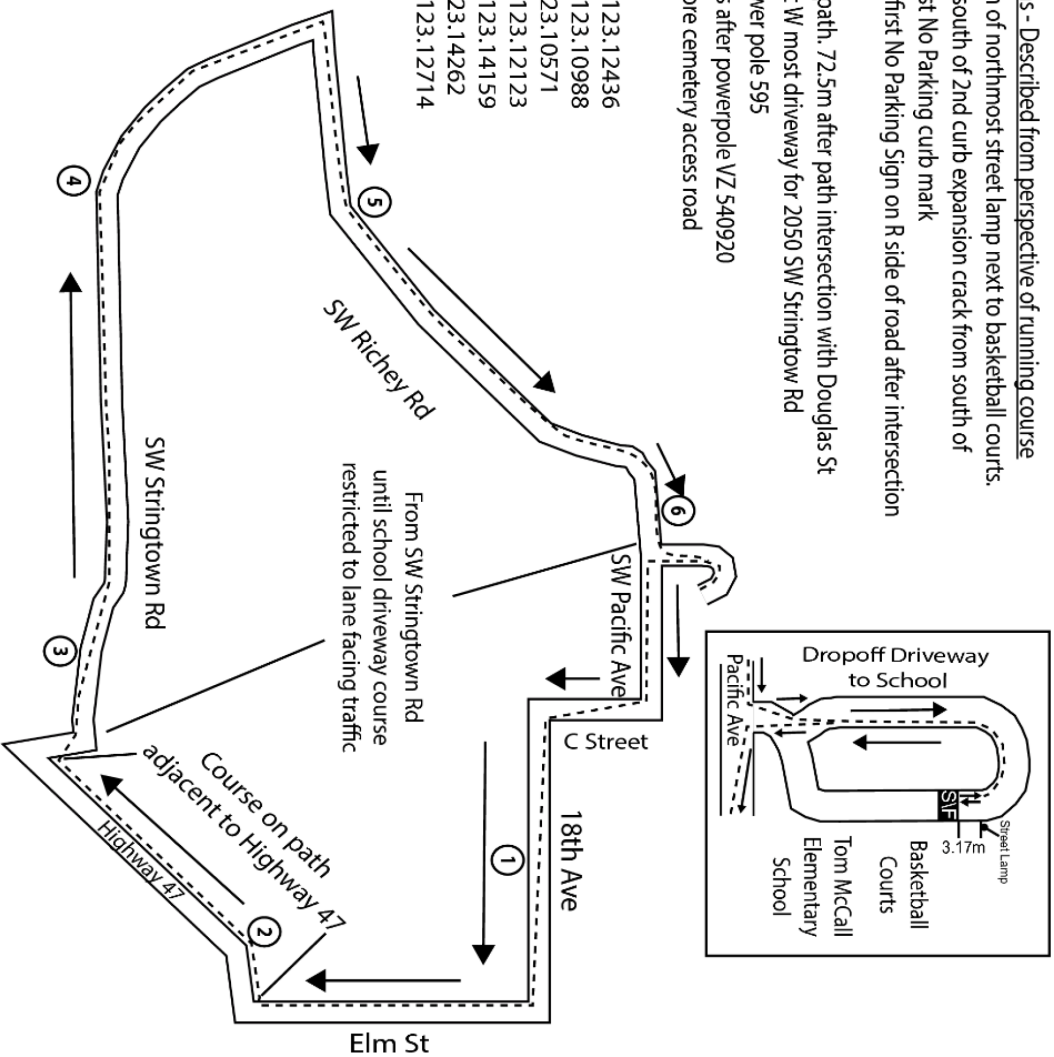 s - Described from perspective of running course
n of northmost street lamp next to basketball courts.
south of 2nd curb expansion crack from south of
st No Parking curb mark
first No Parking Sign on R side of road after intersection
path. 72.5m after path intersection with Douglas St
t W most driveway for 2050 SW Stringtow Rd
wer pole 595
s after powerpole VZ 540920
ore cemetery access road
123.12436
123.10988
23.10571
123.12123
123.14159
23.14262
123.12714
Dropoff Driveway
to School
Pacific Ave
S\F
Street Lamp
3.17m
Basketball
Courts
Tom McCall
Elementary
School
5
6
4
3
2
1
SW Richey Rd
SW Pacific Ave
C Street
18th Ave
Elm St
Highway 47
Course on path
adjacent to Highway 47
SW Stringtown Rd
From SW Stringtown Rd
until school driveway course
restricted to lane facing traffic